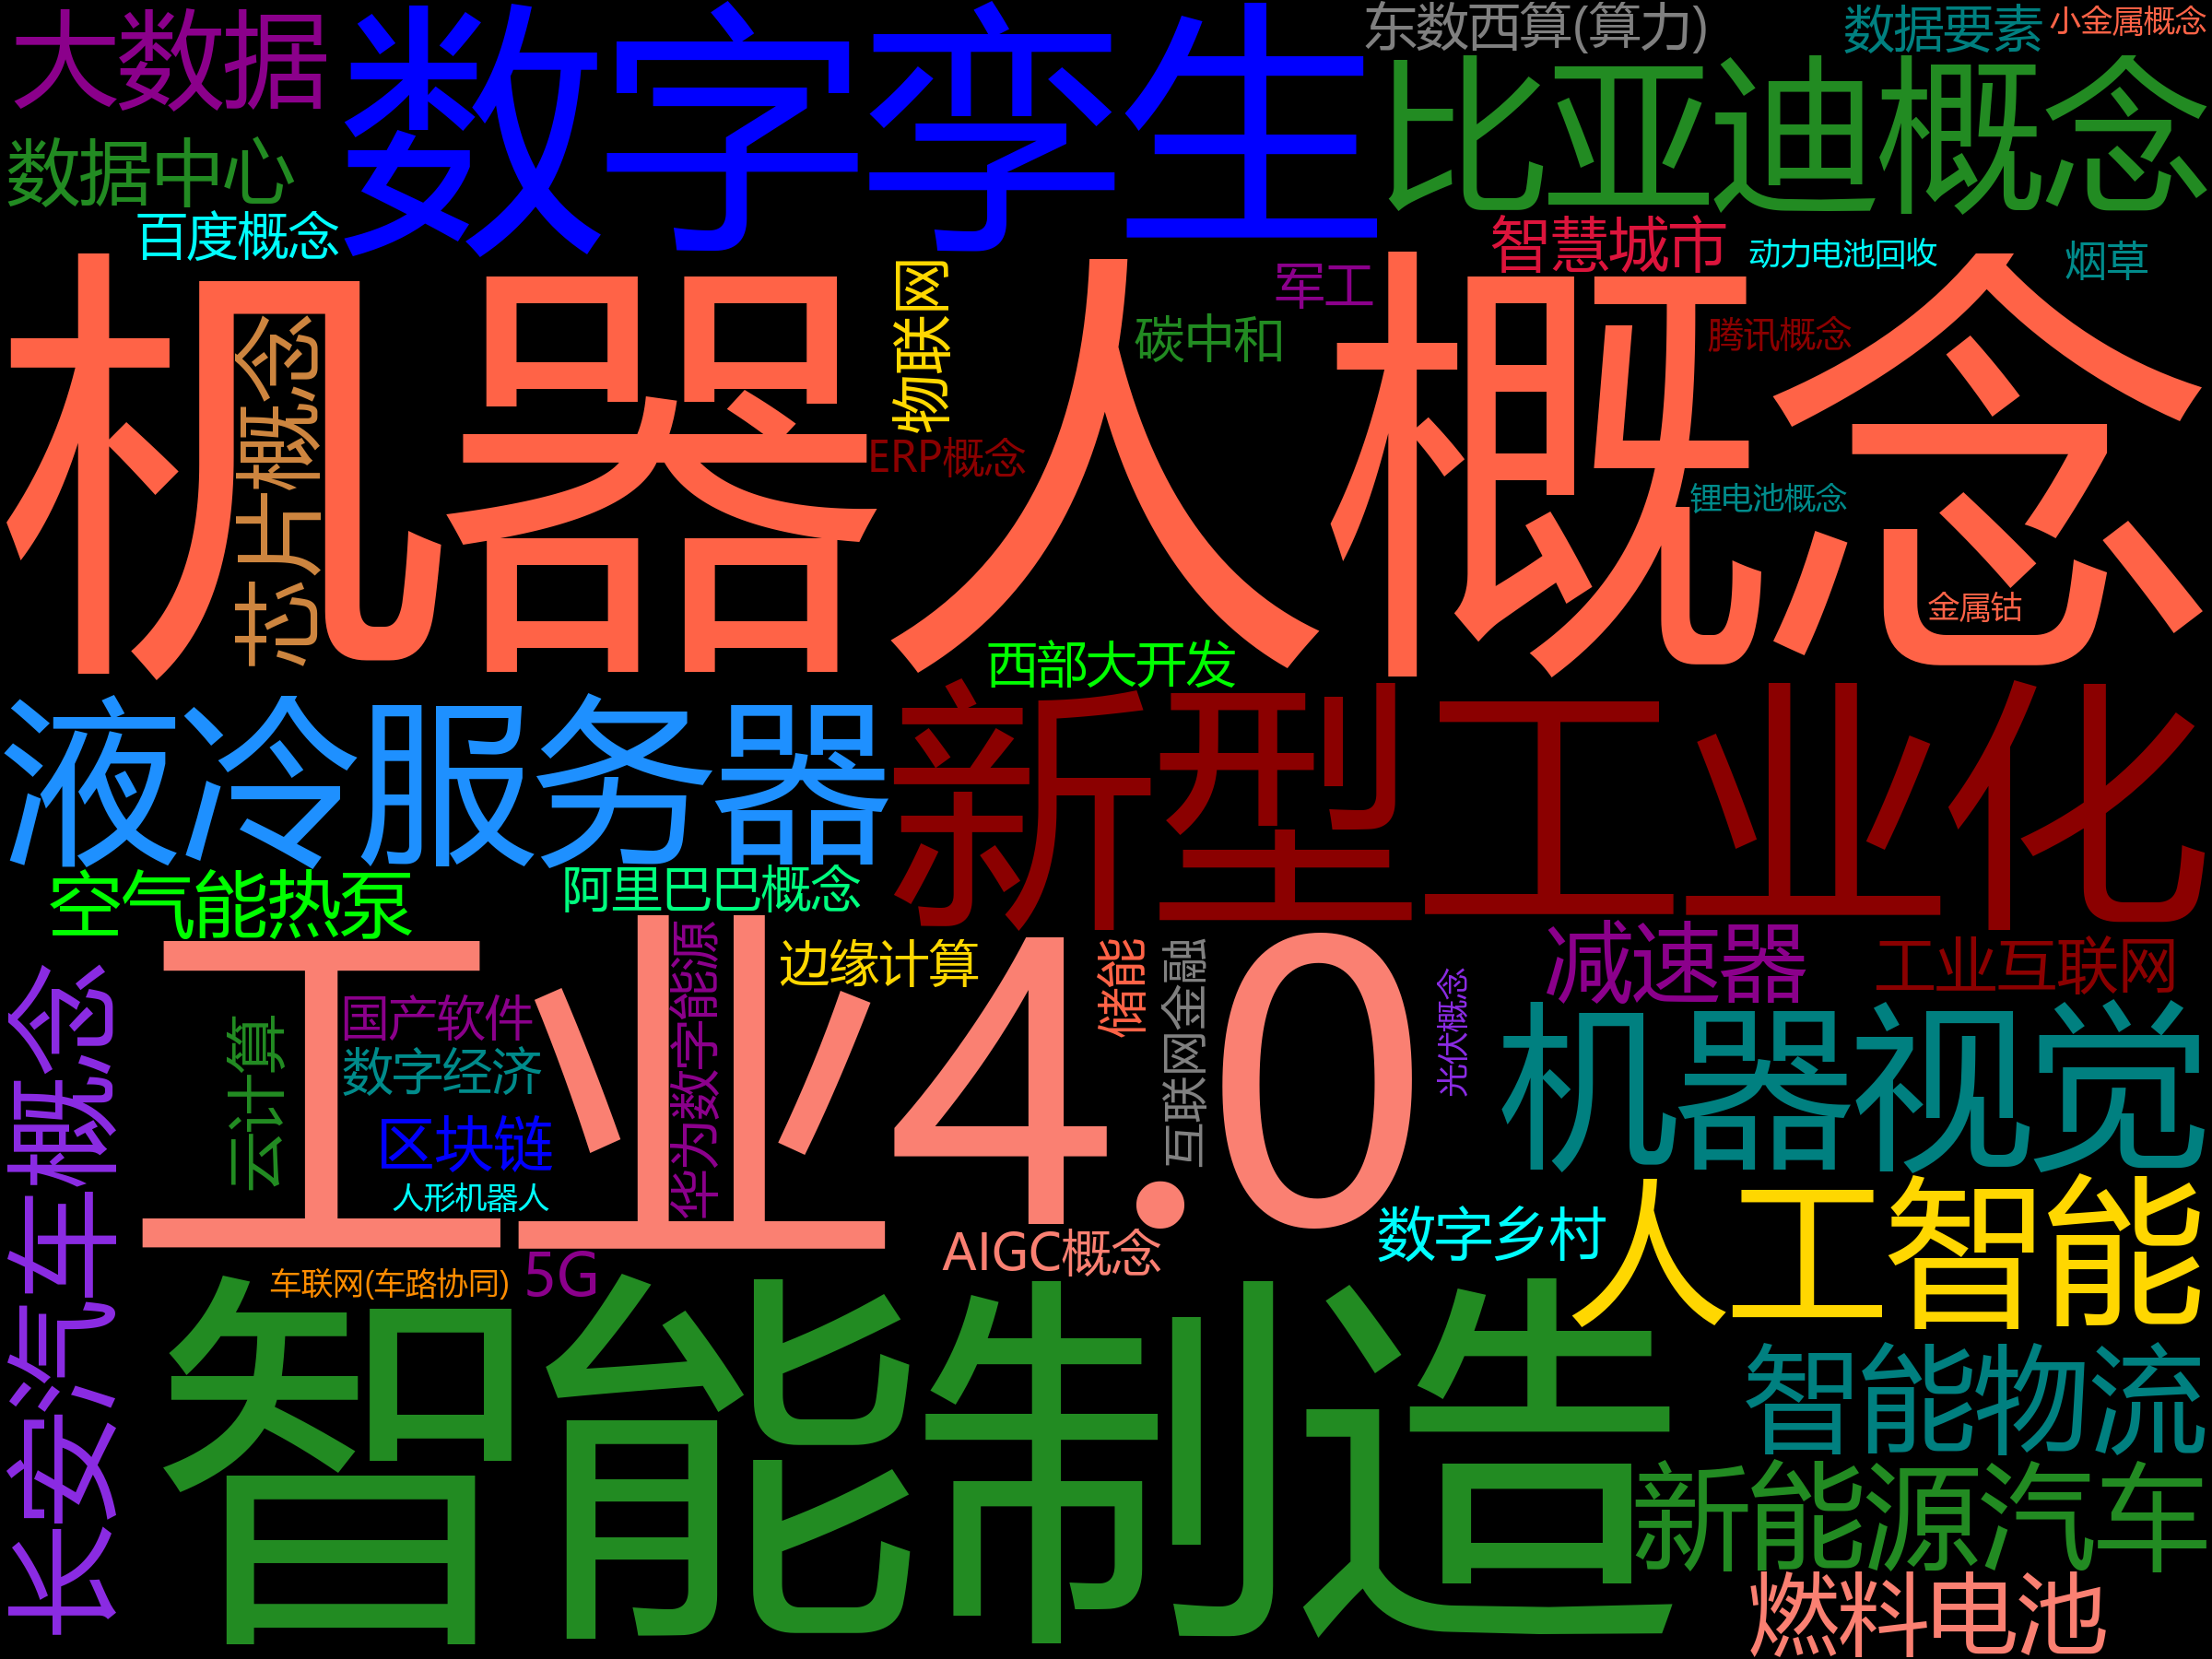 大数据
数字孪生
东数西算(算力)
数据要素
小金属概念
比亚迪概念
数据中心
百度概念
智慧城市
动力电池回收
烟草
机器人概念
芯片概念
物联网
军工
碳中和
腾讯概念
ERP概念
锂电池概念
金属钴
西部大开发
液冷服务器
新型工业化
空气能热泵
阿里巴巴概念
工业4.0
边缘计算
储能
互联网金融
光伏概念
减速器
工业互联网
长安汽车概念
云计算
国产软件
数字经济
华为数字能源
机器视觉
区块链
人形机器人
数字乡村
人工智能
AIGC概念
5G
车联网(车路协同)
智能制造
智能物流
新能源汽车
燃料电池